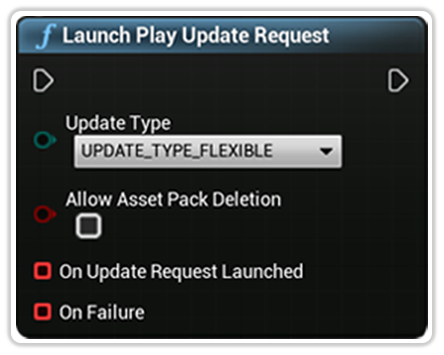 Launch Play Update Request
Update Type
UPDATE_TYPE_FLEXIBLE
Allow Asset Pack Deletion
On Update Request Launched
On Failure